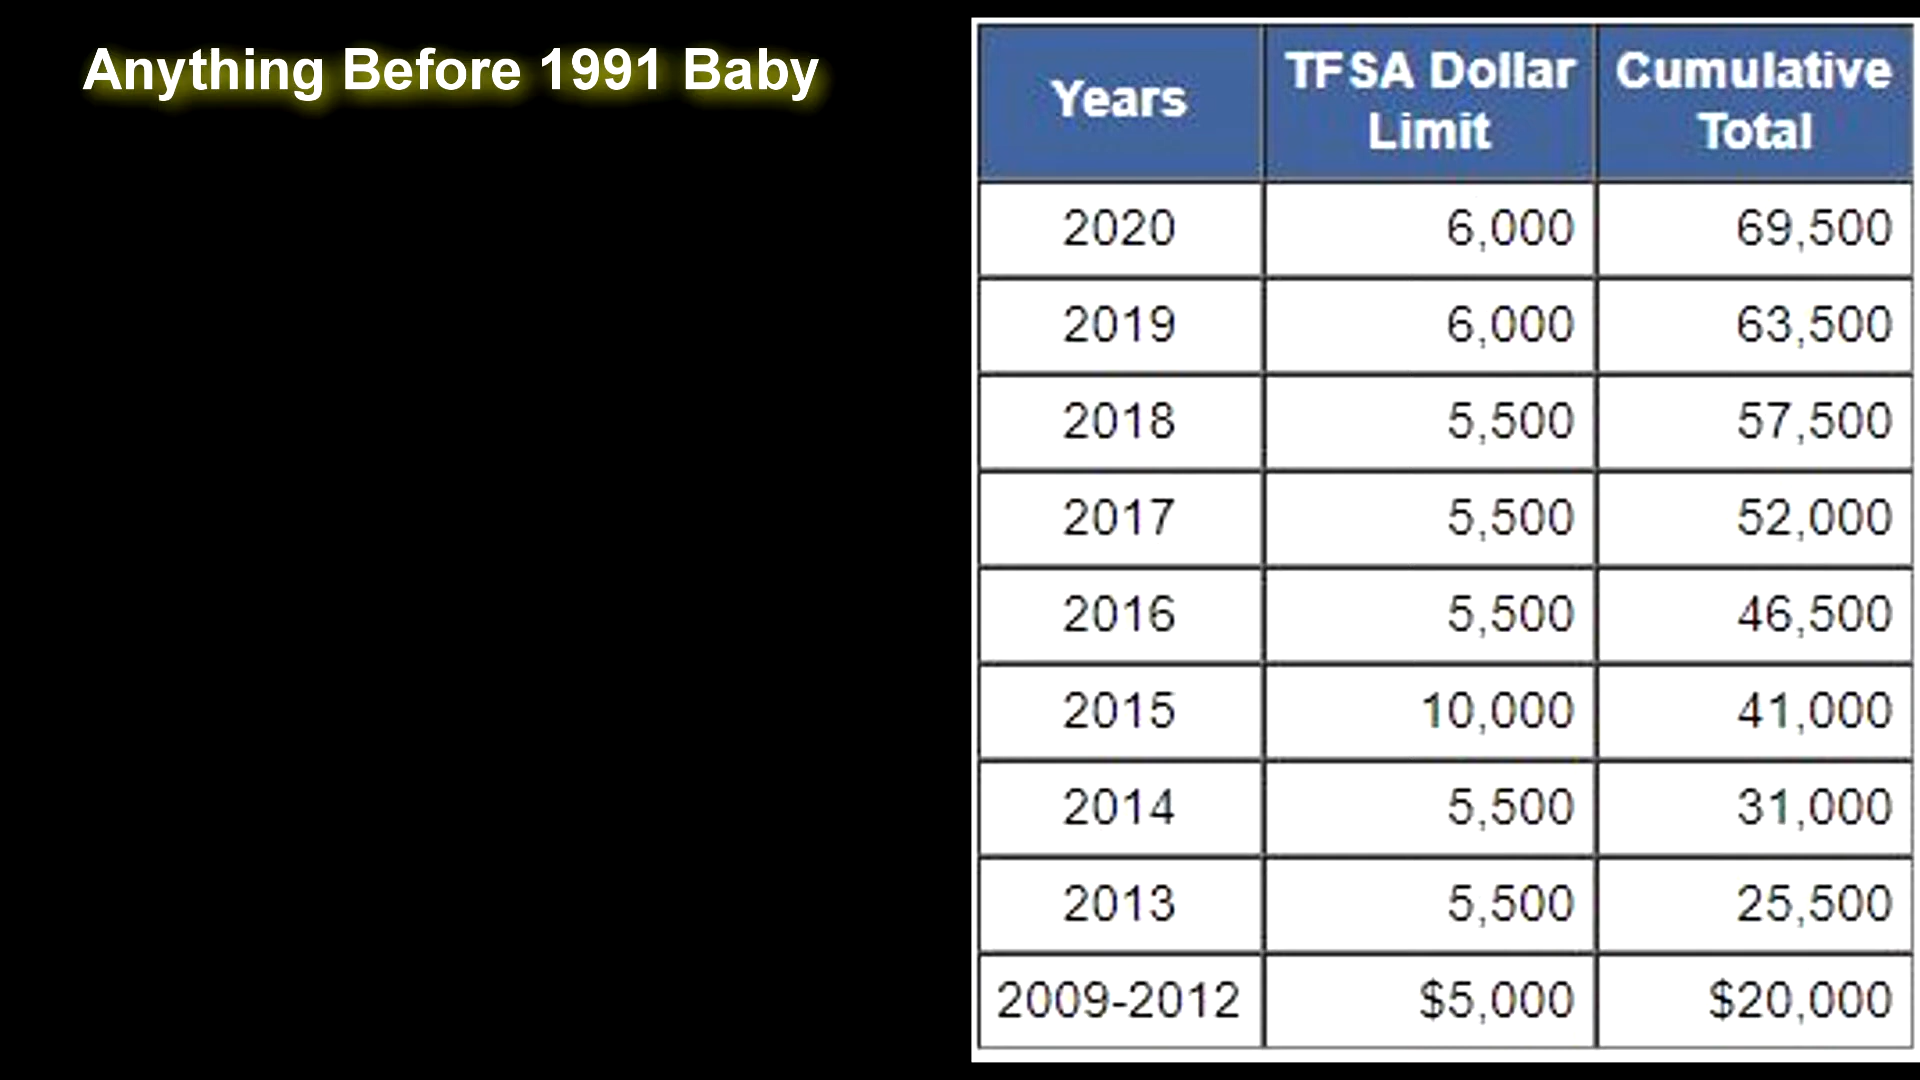 Anything Before 1991 Baby
Years TFSA Dollar Limit Cumulative Total
2020 6,000 69,500
2019 6,000 63,500
2018 5,500 57,500
2017 5,500 52,000
2016 5,500 46,500
2015 10,000 41,000
2014 5,500 31,000
2013 5,500 25,500
2009-2012 $5,000 $20,000